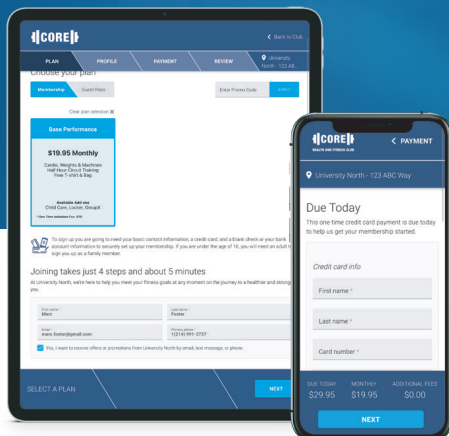 CORE
Back to Club
PLAN
PROFILE
PAYMENT
REVIEW
University
North - 123 AB...
Choose your plan
Membership
Guest Pass
Enter Promo Code
APPLY
Clear plan selection X
Base Performance
$19.95 Monthly
Cardio, Weights & Machines
Half Hour Circuit Training
Free T-shirt & Bag
Available Add-ons
Child Care, Locker, GroupX
* One Time Initiation Fee $10
To sign up you are going to need your basic contact information, a credit card, and a blank check or your bank
account information to securely set up your membership. If you are under the age of 16, you will need an adult to
sign you up as a family member.
Joining takes just 4 steps and about 5 minutes
At University North, we're here to help you meet your fitness goals at any moment on the journey to a healthier and stronger
you.
First name *
Marc
Last name *
Foster
Email *
marc.foster@gmail.com
Primary phone *
1(214) 991-3737
Yes, I want to receive offers or promotions from University North by email, text message, or phone.
SELECT A PLAN
NEXT
CORE
HEALTH AND FITNESS CLUB
PAYMENT
University North - 123 ABC Way
Due Today
This one-time credit card payment is due today
to help us get your membership started.
Credit card info
First name *
Last name *
Card number *
DUE TODAY
MONTHLY
ADDITIONAL FEES
$29.95
$19.95
$0.00
NEXT